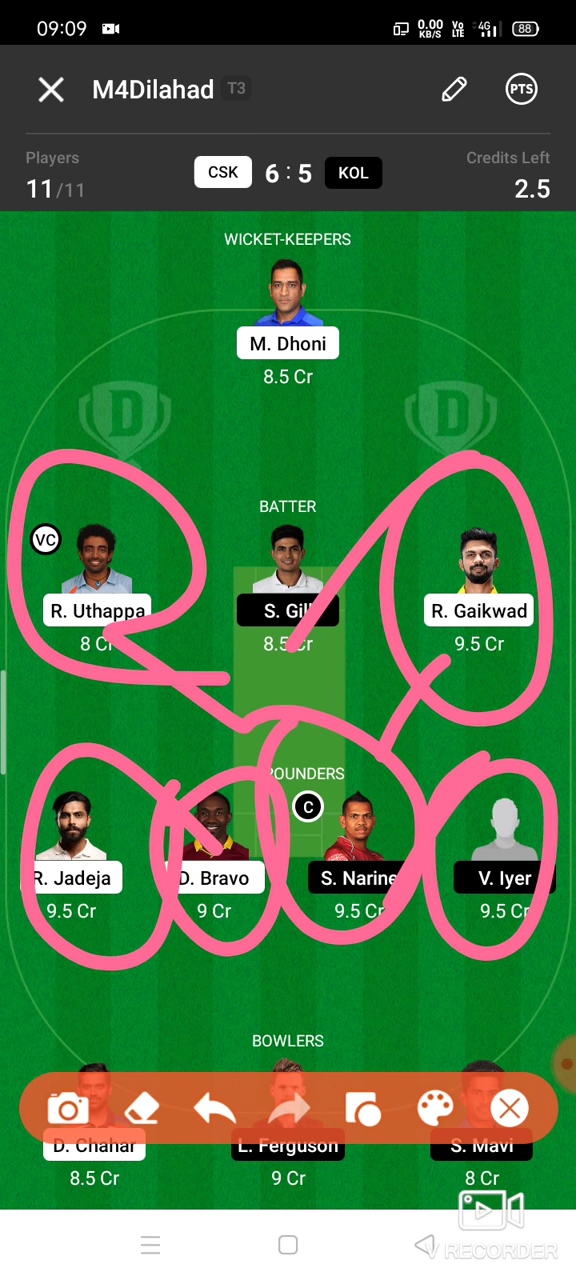 09:09
0.00 KB/S
Vo LTE
4G
88
M4Dilahad T3
PTS
Players
Credits Left
11/11
CSK 6 : 5 KOL
2.5
WICKET-KEEPERS
M. Dhoni
8.5 Cr
D D
BATTER
VC
R. Uthappa S. Gill R. Gaikwad
8 Cr 8.5 Cr 9.5 Cr
OUNDERS
C
R. Jadeja D. Bravo S. Narine V. Iyer
9.5 Cr 9 Cr 9.5 Cr 9.5 Cr
BOWLERS
D. Chahar L. Ferguson S. Mavi
8.5 Cr 9 Cr 8 Cr
V RECORDER